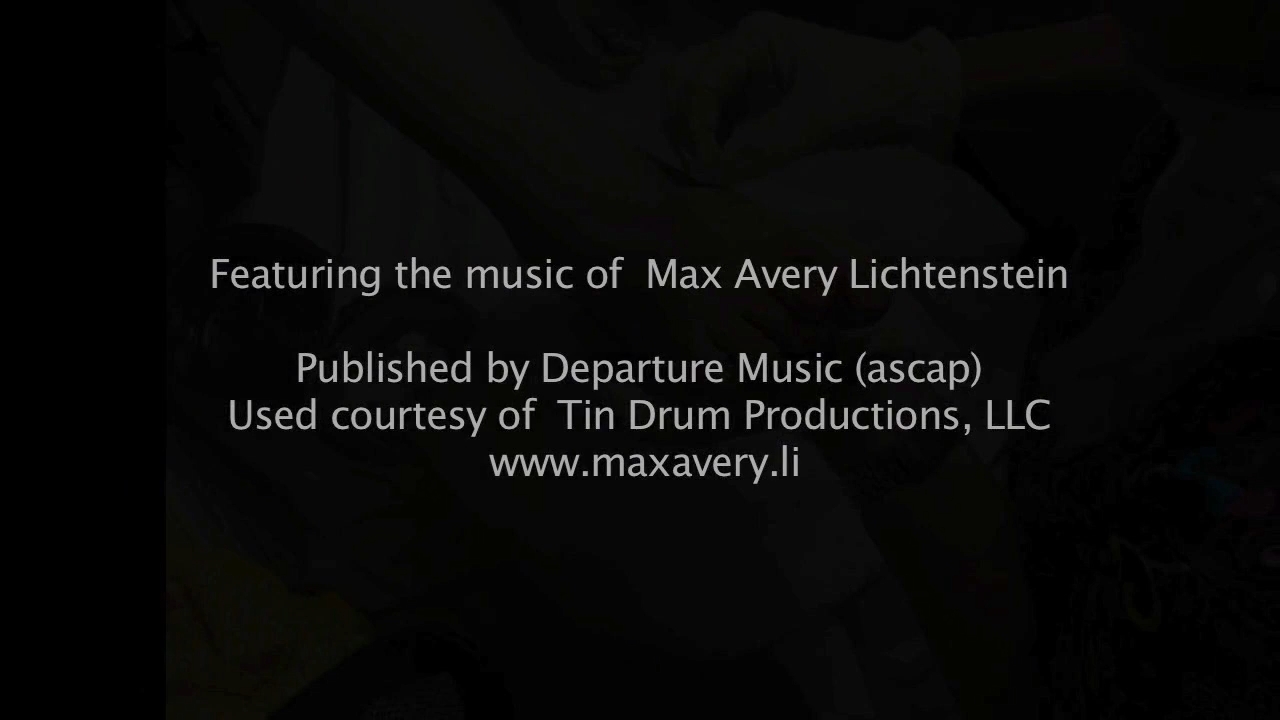 Featuring the music of  Max Avery Lichtenstein
Published by Departure Music (ascap)
Used courtesy of  Tin Drum Productions, LLC
www.maxavery.li